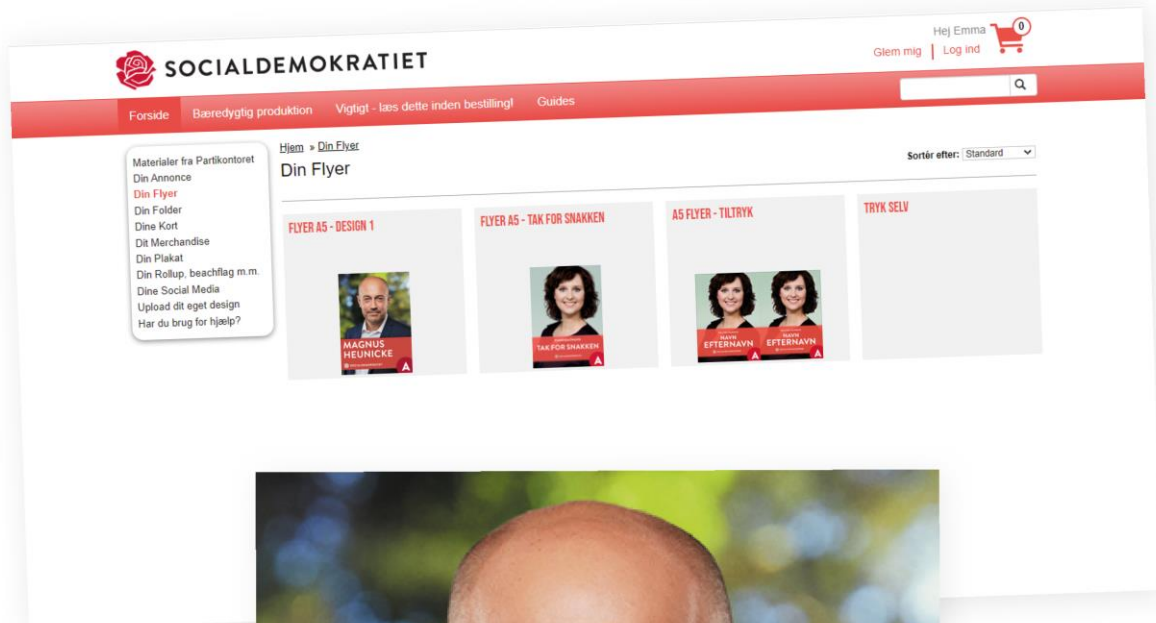 SOCIALDEMOKRATIET
Hej Emma
0
Glem mig | Log ind
Forside Bæredygtig produktion Vigtigt - læs dette inden bestilling! Guides
Materialer fra Partikontoret
Din Annonce
Din Flyer
Din Folder
Dine Kort
Dit Merchandise
Din Plakat
Din Rollup, beachflag m.m.
Dine Social Media
Upload dit eget design
Har du brug for hjælp?
Hjem » Din Flyer
Din Flyer
Sortér efter: Standard
FLYER A5 - DESIGN 1
MAGNUS
HEUNICKE
A
FLYER A5 - TAK FOR SNAKKEN
TAK FOR SNAKKEN
A
A5 FLYER - TILTRYK
NAVN
EFTERNAVN
A
NAVN
EFTERNAVN
A
TRYK SELV